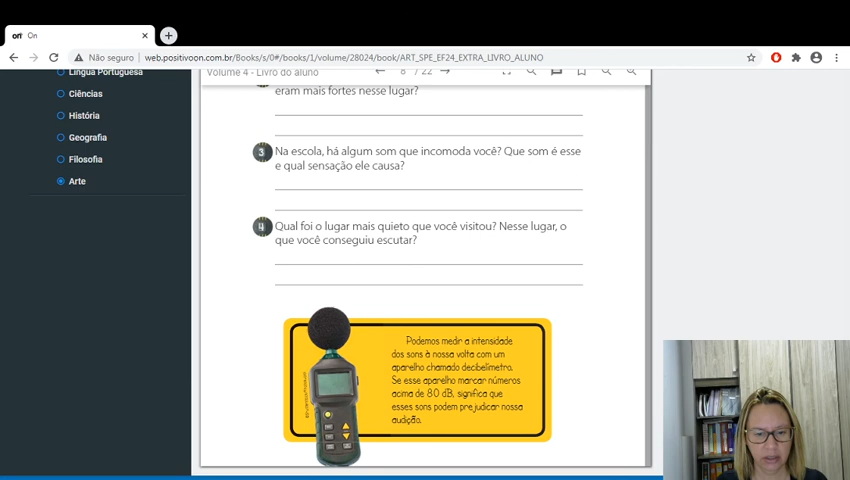 on
On
Não seguro
web.positivoon.com.br/Books/s/0#/books/1/volume/28024/book/ART_SPE_EF24_EXTRA_LIVRO_ALUNO
Língua Portuguesa
Ciências
História
Geografia
Filosofia
Arte
Volume 4 - Livro do aluno
8 / 22
eram mais fortes nesse lugar?
3
Na escola, há algum som que incomoda você? Que som é esse
e qual sensação ele causa?
4
Qual foi o lugar mais quieto que você visitou? Nesse lugar, o
que você conseguiu escutar?
Podemos medir a intensidade
dos sons à nossa volta com um
aparelho chamado decibelímetro.
Se esse aparelho marcar números
acima de 80 dB, significa que
esses sons podem prejudicar nossa
audição.